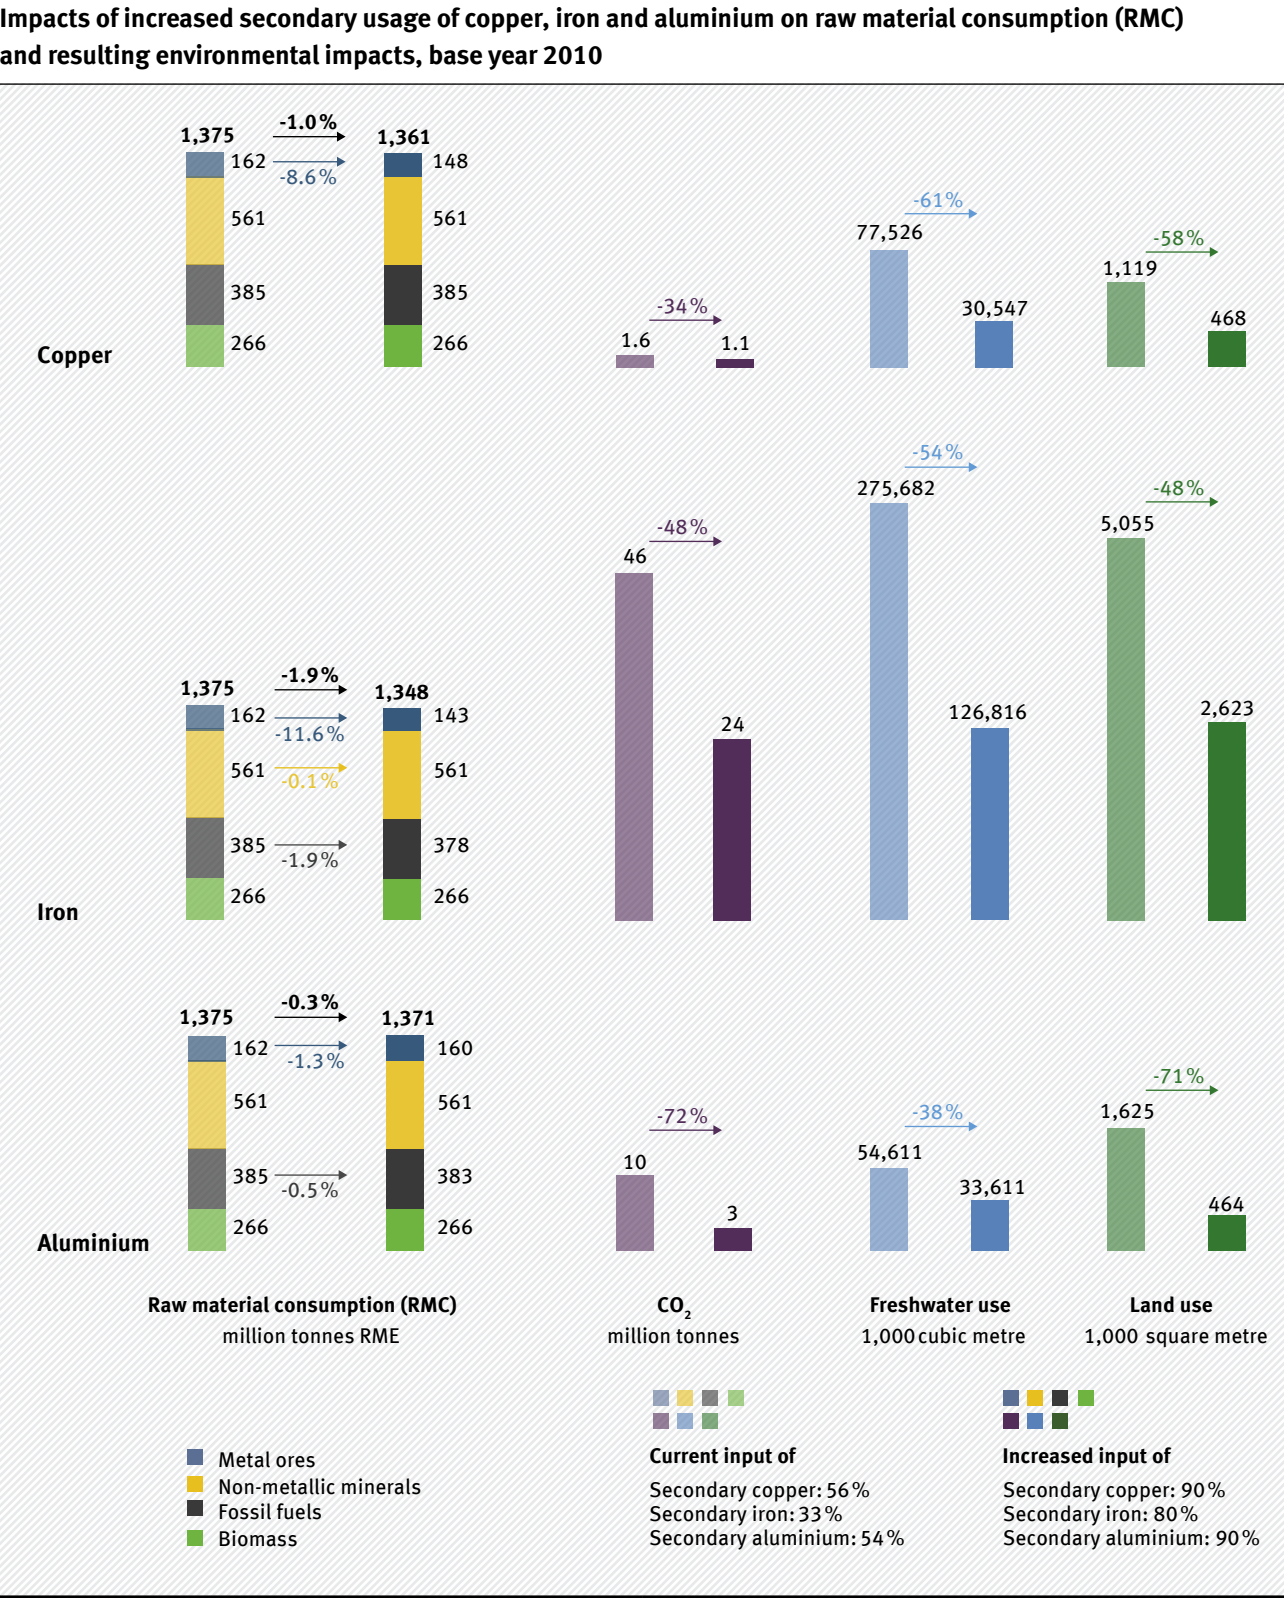 Impacts of increased secondary usage of copper, iron and aluminium on raw material consumption (RMC)
and resulting environmental impacts, base year 2010
1,375
-1.0%
1,361
162
-8.6%
148
561
561
385
385
266
266
Copper
-34%
1.6
1.1
-61%
77,526
30,547
-58%
1,119
468
1,375
-1.9%
1,348
162
-11.6%
143
561
-0.1%
561
385
-1.9%
378
266
266
Iron
-48%
46
24
-54%
275,682
126,816
-48%
5,055
2,623
1,375
-0.3%
1,371
162
-1.3%
160
561
561
385
-0.5%
383
266
266
Aluminium
-72%
10
3
-38%
54,611
33,611
-71%
1,625
464
Raw material consumption (RMC)
million tonnes RME
CO2
million tonnes
Freshwater use
1,000 cubic metre
Land use
1,000 square metre
Metal ores
Non-metallic minerals
Fossil fuels
Biomass
Current input of
Secondary copper: 56%
Secondary iron: 33%
Secondary aluminium: 54%
Increased input of
Secondary copper: 90%
Secondary iron: 80%
Secondary aluminium: 90%